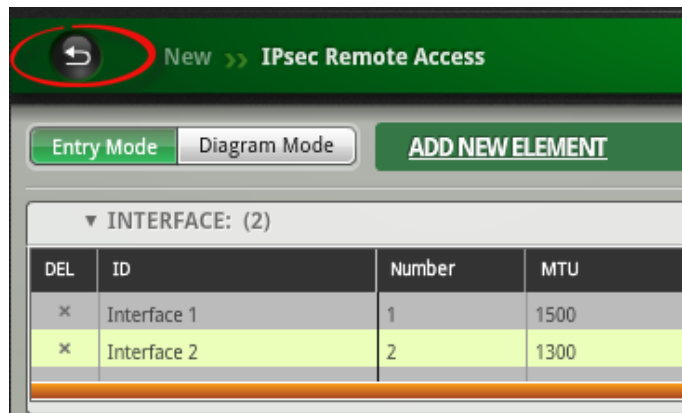 New >> IPsec Remote Access
Entry Mode Diagram Mode ADD NEW ELEMENT
▼ INTERFACE: (2)
DEL ID Number MTU
× Interface 1 1 1500
× Interface 2 2 1300